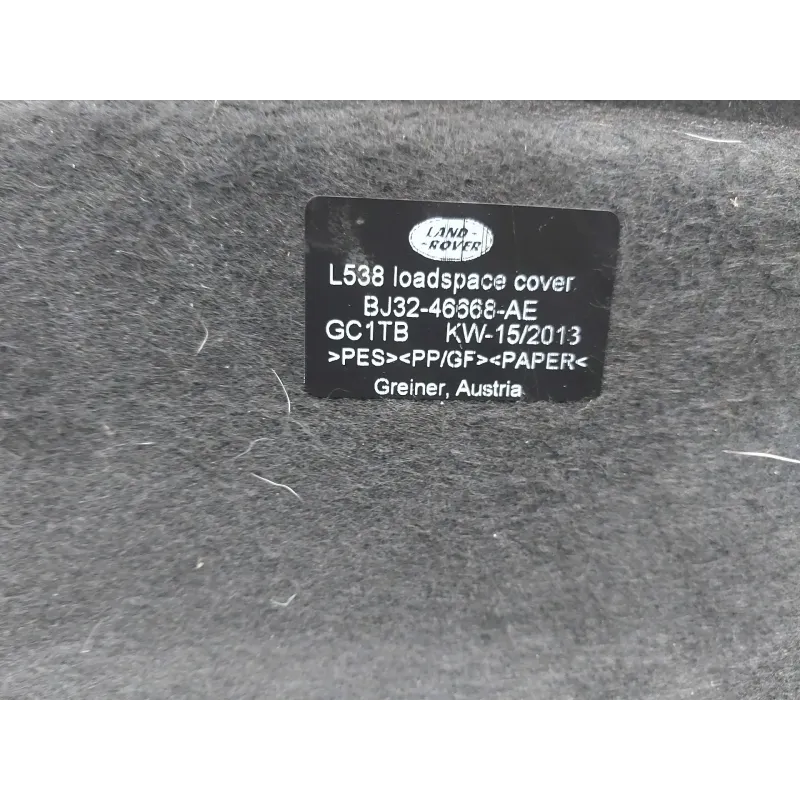 LAND-
-ROVER
L538 loadspace cover
BJ32-46668-AE
GC1TB KW-15/2013
>PES><PP/GF><PAPER<
Greiner, Austria